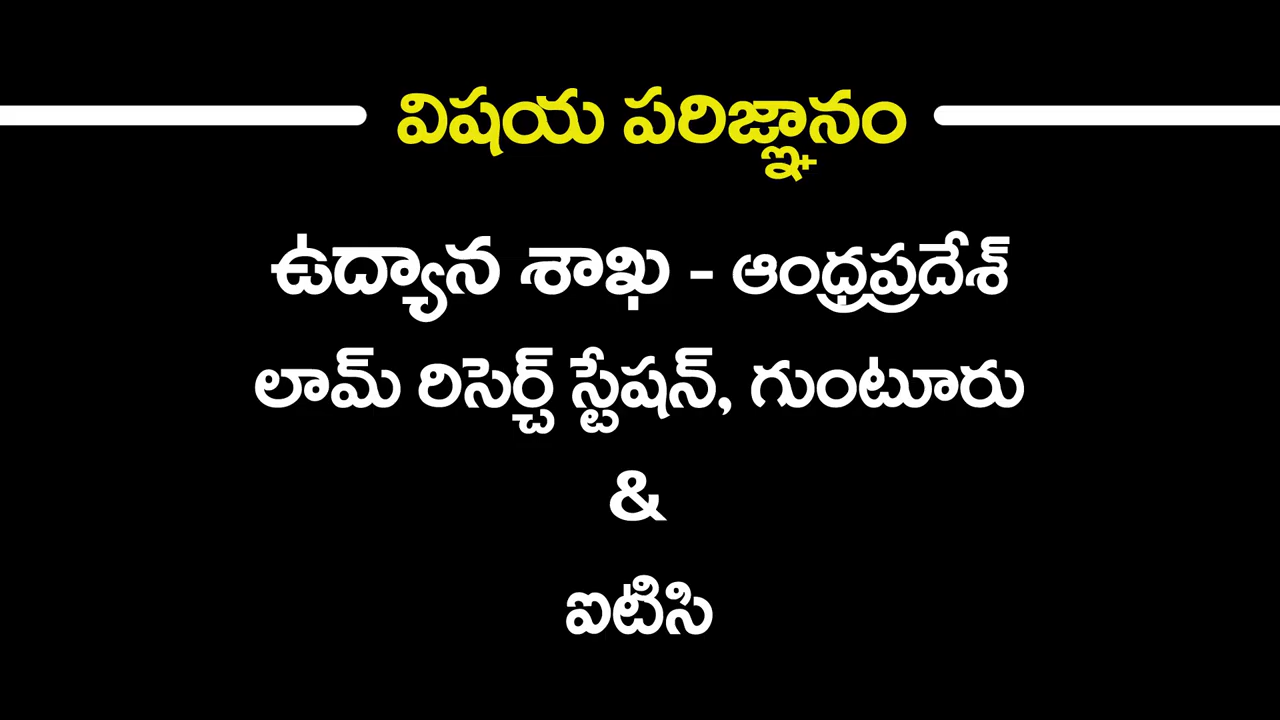 విషయ పరిజ్ఞానం
ఉద్యాన శాఖ - ఆంధ్రప్రదేశ్
లామ్ రిసెర్చ్ స్టేషన్, గుంటూరు
&
ఐటిసి